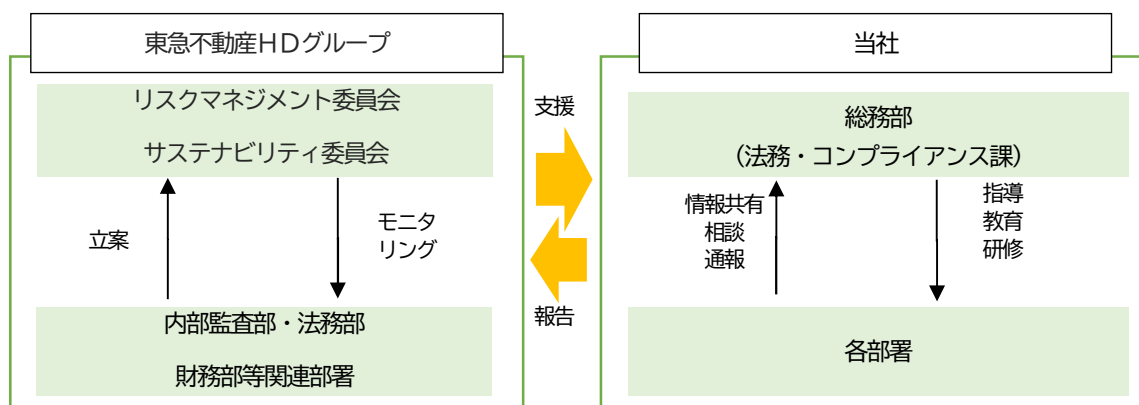 東急不動産HDグループ
リスクマネジメント委員会
サステナビリティ委員会
立案
モニタ
リング
内部監査部・法務部
財務部等関連部署
支援
報告
当社
総務部
（法務・コンプライアンス課）
情報共有
相談
通報
指導
教育
研修
各部署